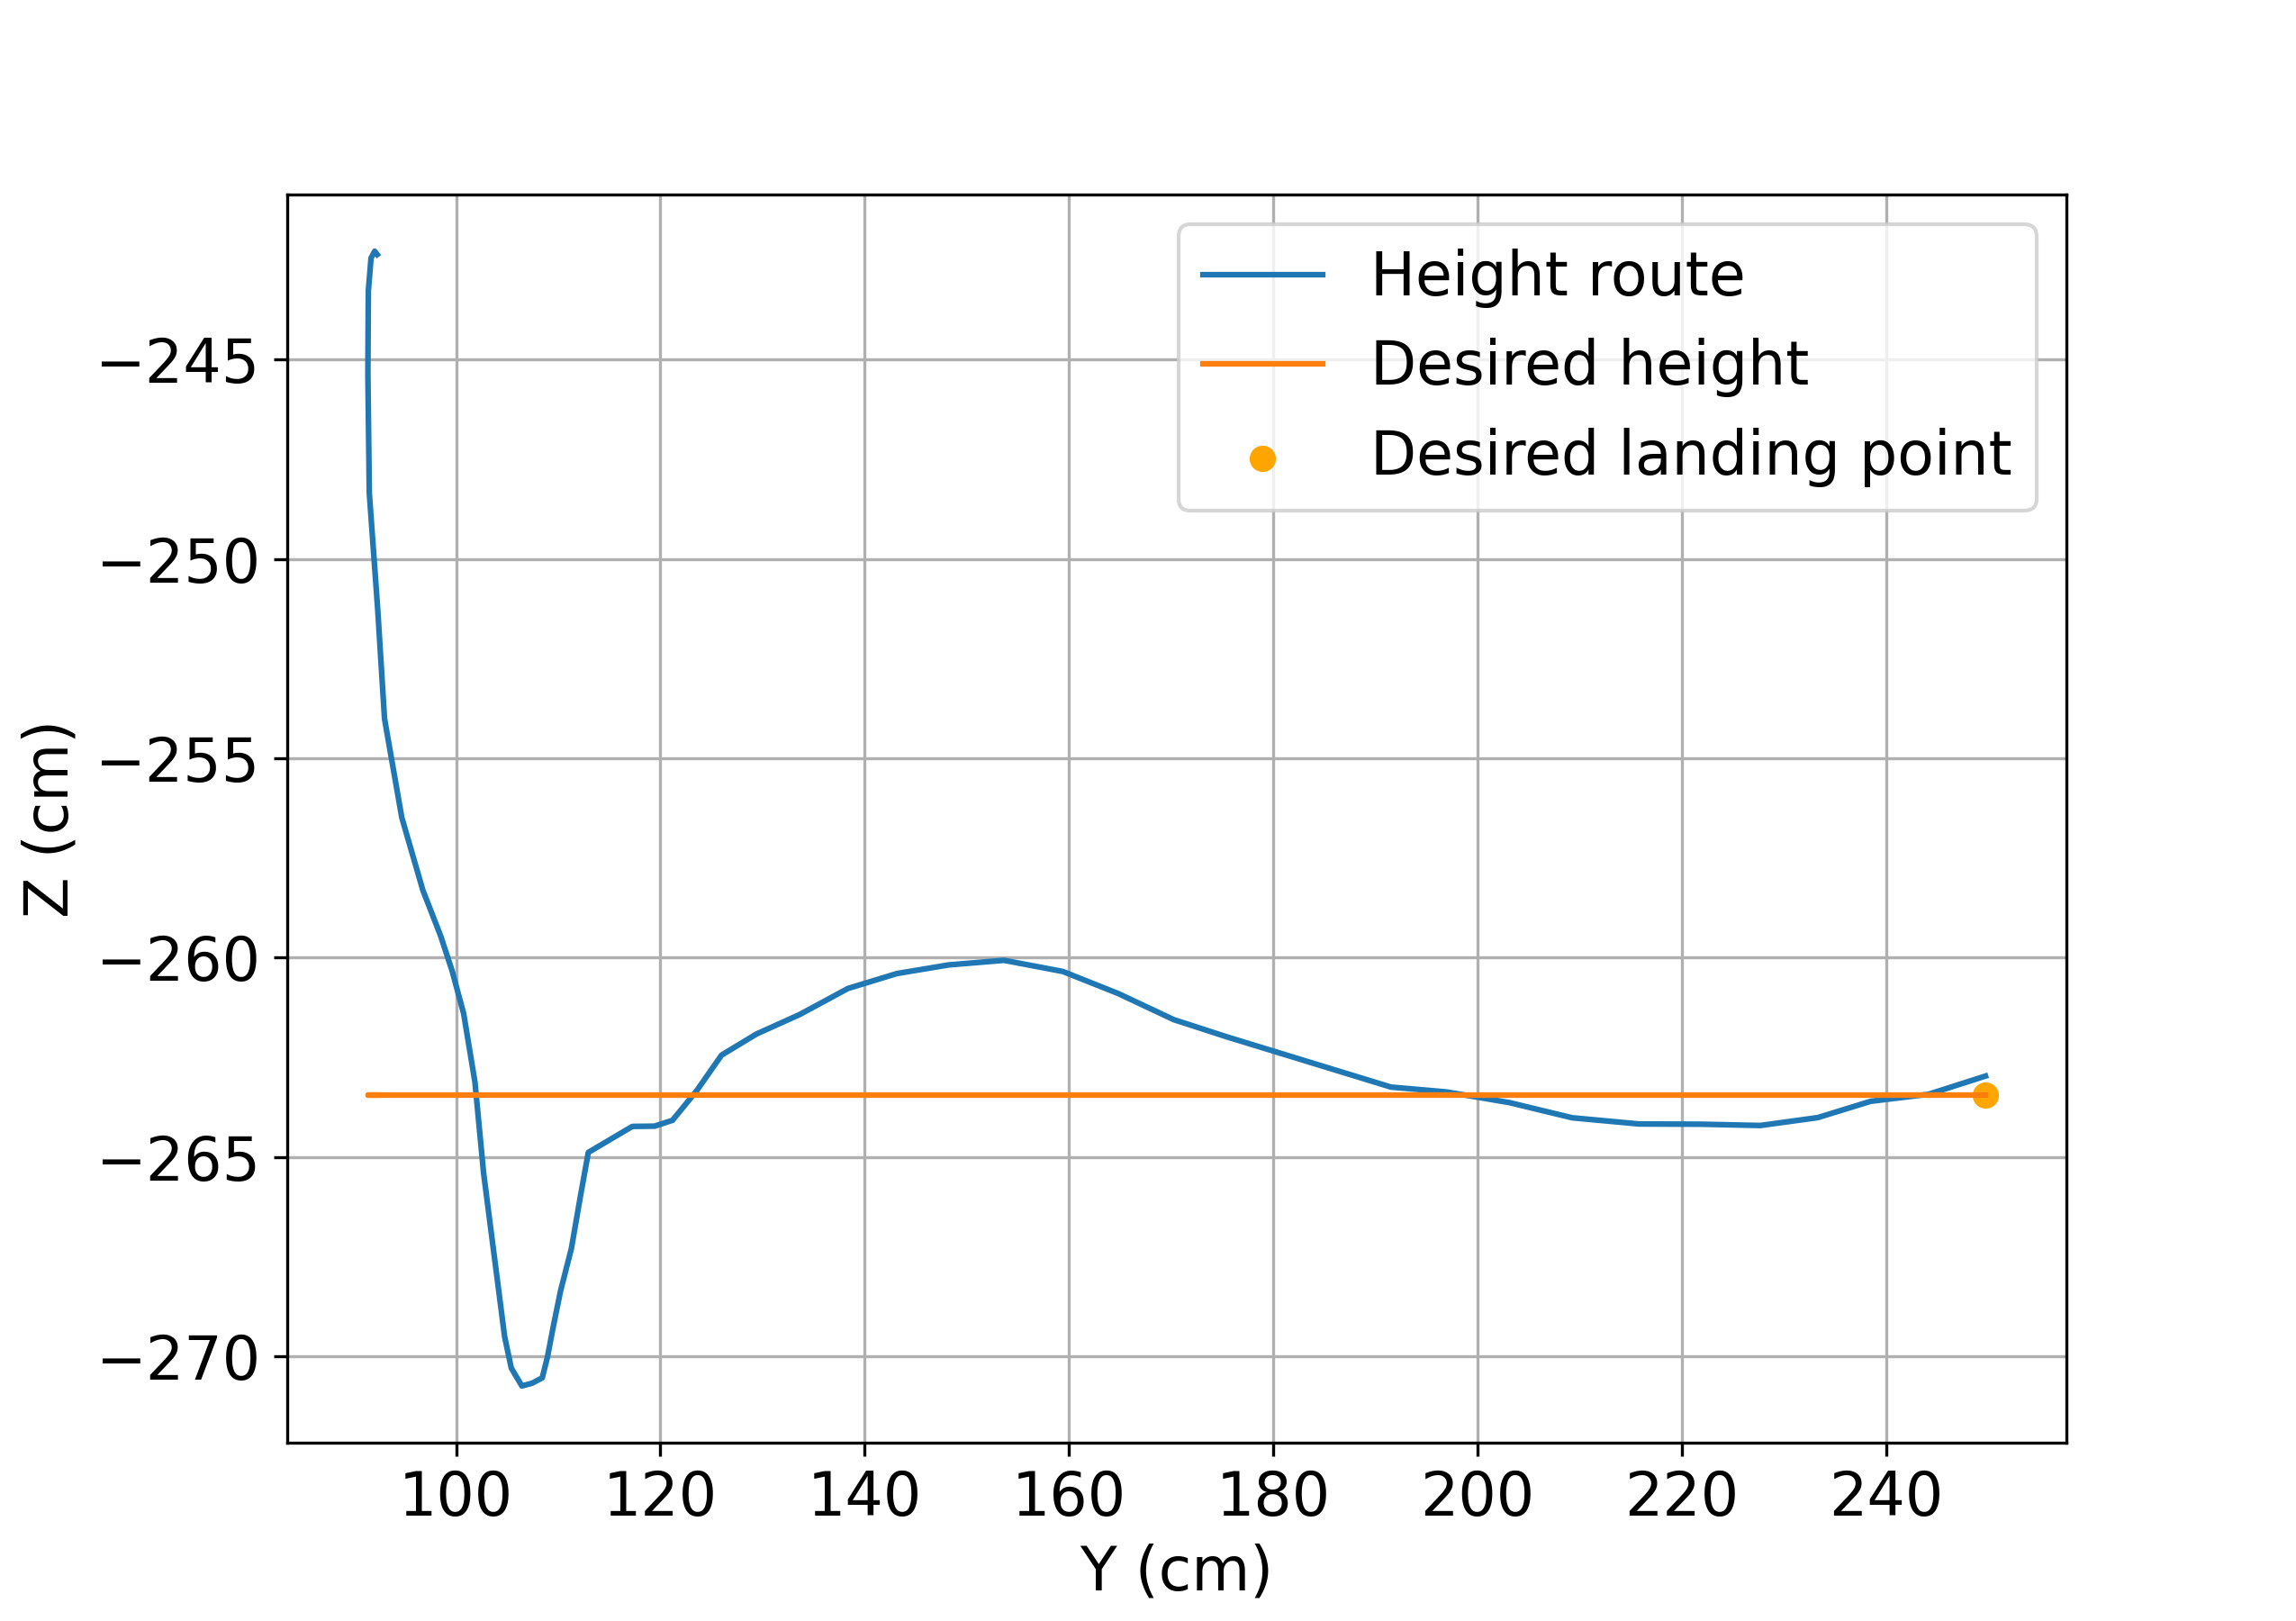 Height route
Desired height
Desired landing point
−245
−250
−255
−260
−265
−270
Z (cm)
100 120 140 160 180 200 220 240
Y (cm)